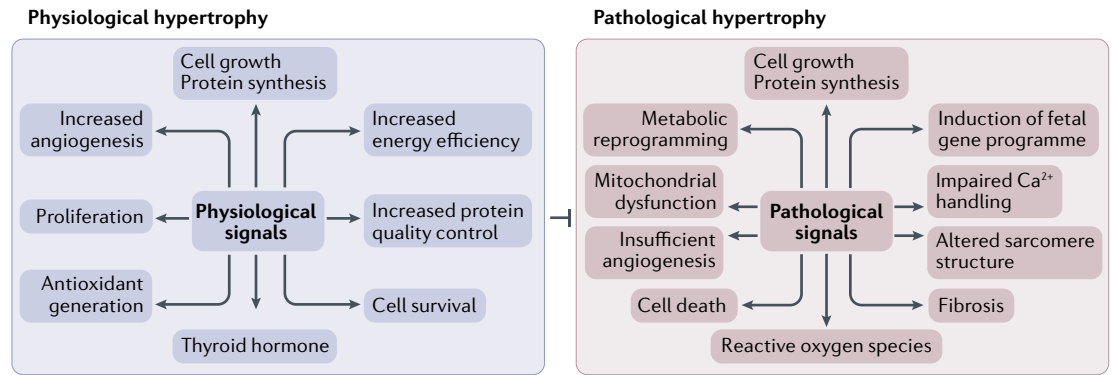 Physiological hypertrophy
Cell growth
Protein synthesis
Increased
angiogenesis
Increased
energy efficiency
Proliferation
Physiological
signals
Increased protein
quality control
Antioxidant
generation
Cell survival
Thyroid hormone
Pathological hypertrophy
Cell growth
Protein synthesis
Metabolic
reprogramming
Induction of fetal
gene programme
Mitochondrial
dysfunction
Pathological
signals
Impaired Ca²⁺
handling
Insufficient
angiogenesis
Altered sarcomere
structure
Cell death
Fibrosis
Reactive oxygen species